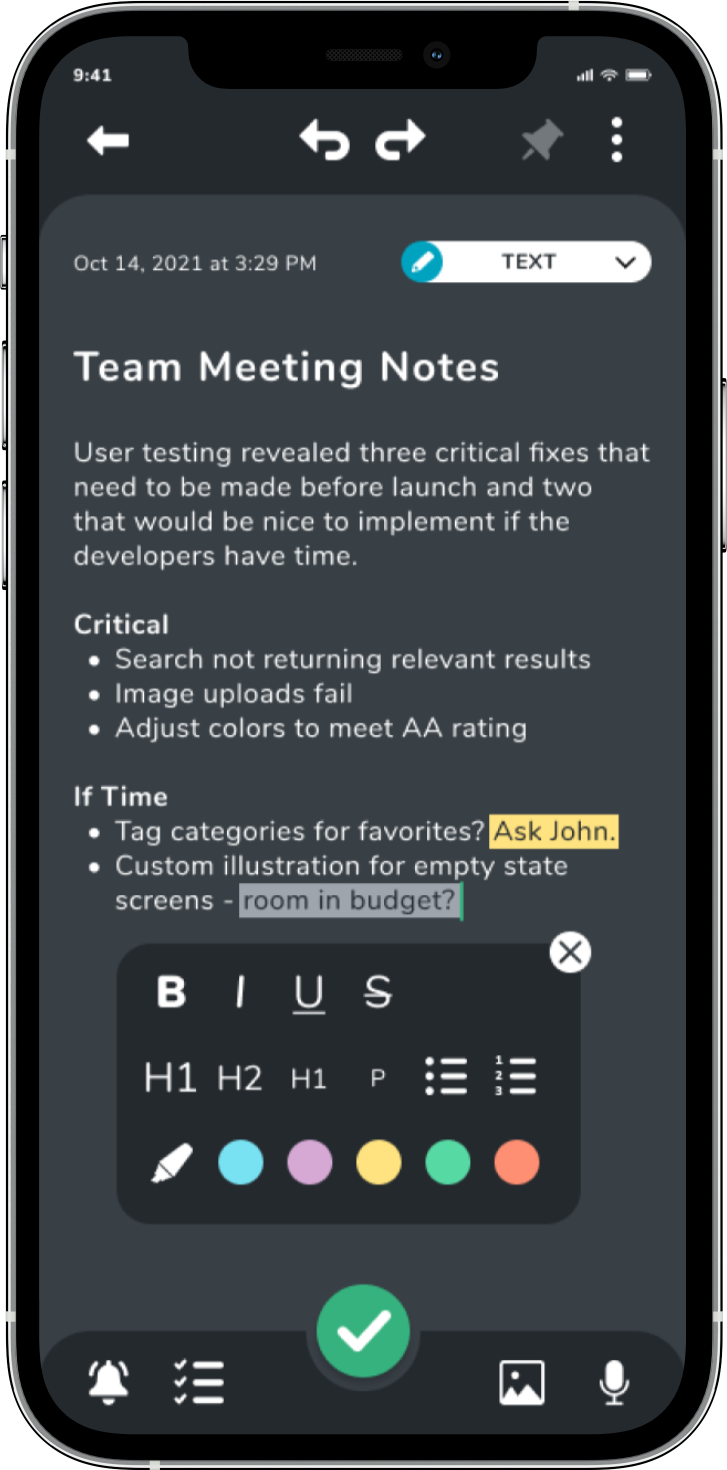 9:41
Oct 14, 2021 at 3:29 PM
TEXT
Team Meeting Notes
User testing revealed three critical fixes that
need to be made before launch and two
that would be nice to implement if the
developers have time.
Critical
• Search not returning relevant results
• Image uploads fail
• Adjust colors to meet AA rating
If Time
• Tag categories for favorites? Ask John.
• Custom illustration for empty state
screens - room in budget?
B I U S
H1 H2 H1 P 1 2 3